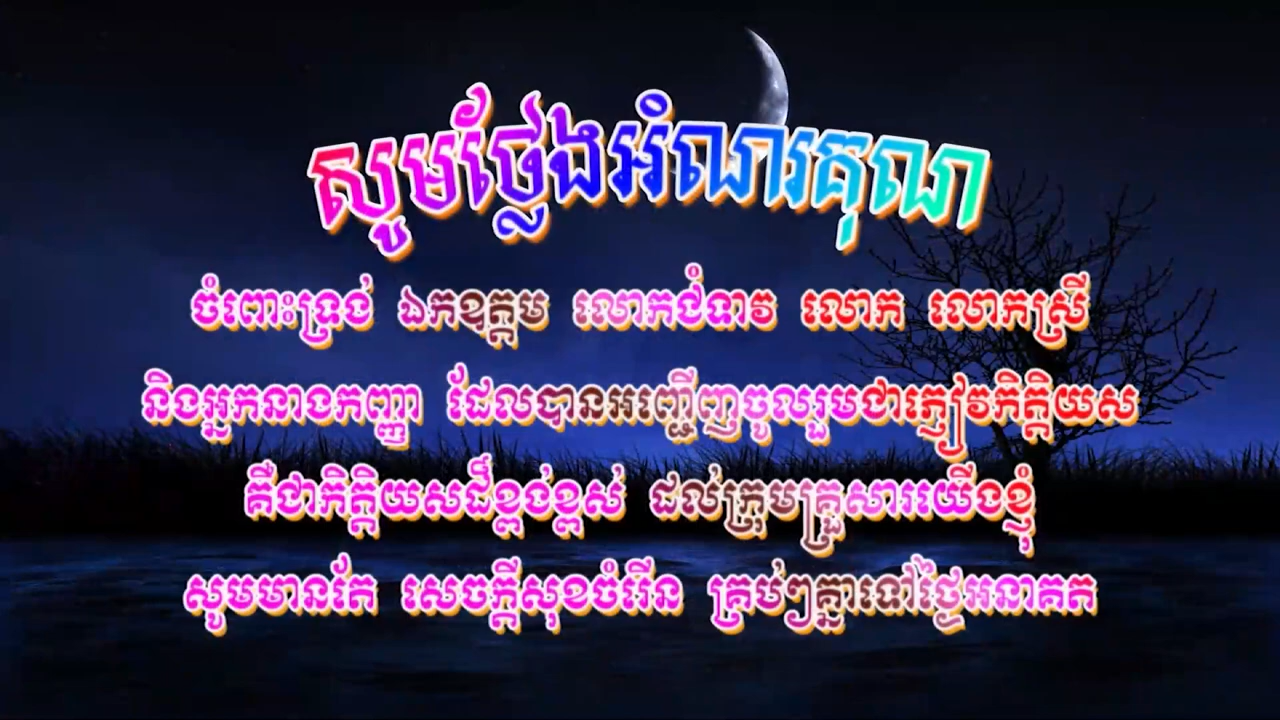 សូមថ្លែងអំណរគុណ
ចំពោះទ្រង់ ឯកឧត្តម លោកជំទាវ លោក លោកស្រី
និងអ្នកនាងកញ្ញា ដែលបានអញ្ជើញចូលរួមជាភ្ញៀវកិត្តិយស
គឺជាកិត្តិយសដ៏ខ្ពង់ខ្ពស់ ដល់ក្រុមគ្រួសារយើងខ្ញុំ
សូមមានតែ សេចក្តីសុខចំរើន គ្រប់ៗគ្នាទៅថ្ងៃអនាគត